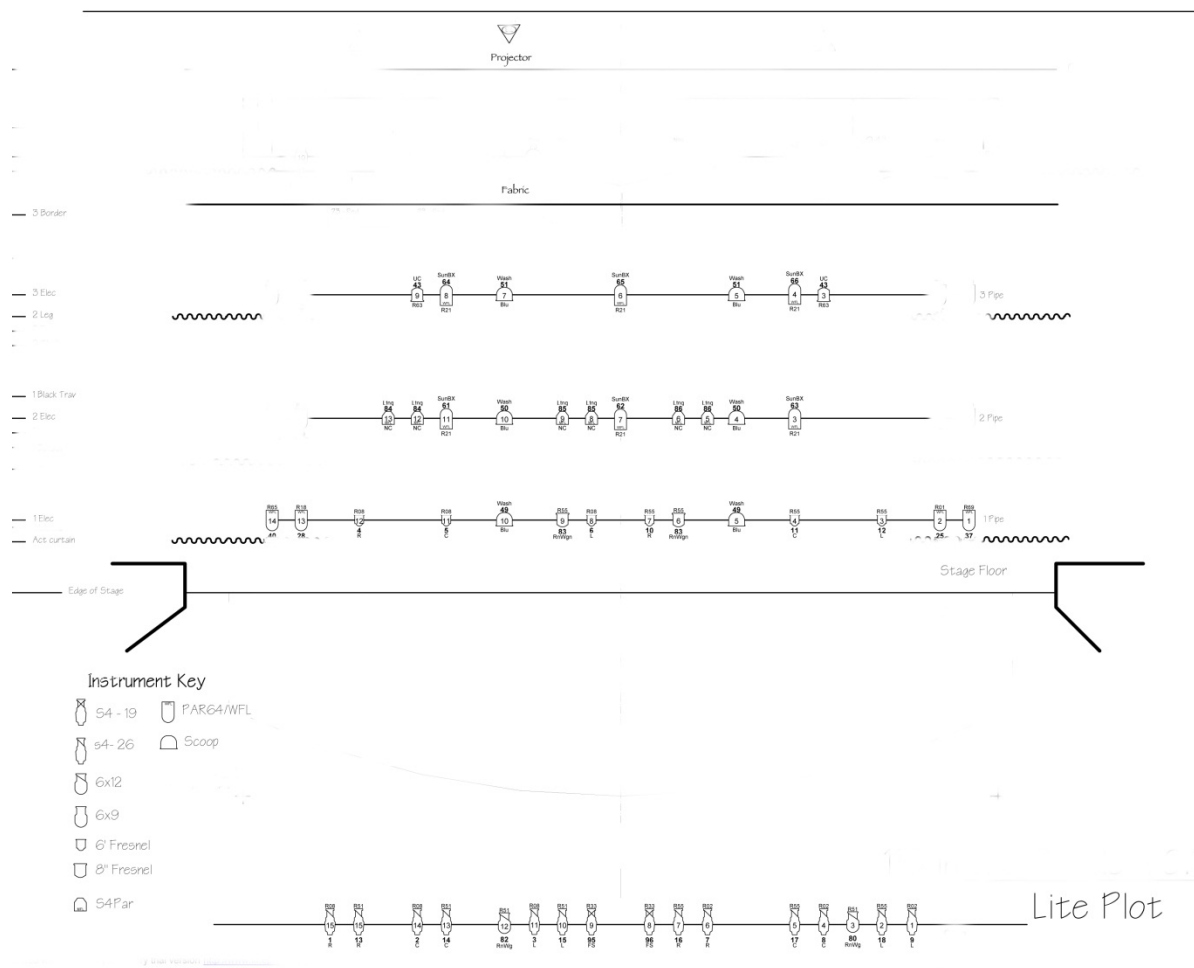 Projector
Fabric
3 Border
UC SunBX Wash SunBX Wash SunBX UC
43 64 51 65 51 66 43
3 Elec 9 8 7 6 5 4 3 3 Pipe
R63 R21 Blu R21 Blu R21 R63
2 Leg
1 Black Trav
Ltng Ltng SunBX Wash Ltng Ltng SunBX Ltng Ltng Wash SunBX
84 84 61 50 85 85 62 86 86 50 63
2 Elec 13 12 11 10 9 8 7 6 5 4 3 2 Pipe
NC NC R21 Blu NC NC R21 NC NC Blu R21
R65 R18 R08 R08 Wash R55 R08 R55 R55 Wash R55 R55 R01 R59
49 49
1 Elec 14 13 12 11 10 9 8 7 6 5 4 3 2 1 1 Pipe
40 28 4 5 Blu 83 6 10 83 Blu 11 12 25 37
R C RnWgn L R RnWgn C L
Act curtain
Stage Floor
Edge of Stage
Instrument Key
S4 - 19 PAR64/WFL
s4- 26 Scoop
6x12
6x9
6' Fresnel
8" Fresnel
S4Par
Lite Plot
R08 R51 R08 R51 R51 R08 R51 R33 R33 R55 R02 R55 R02 R51 R55 R02
15 15 14 13 12 11 10 9 8 7 6 5 4 3 2 1
1 13 2 14 82 3 15 95 96 16 7 17 8 80 18 9
R R C C RnWg L L FS FS R R C C RnWg L L